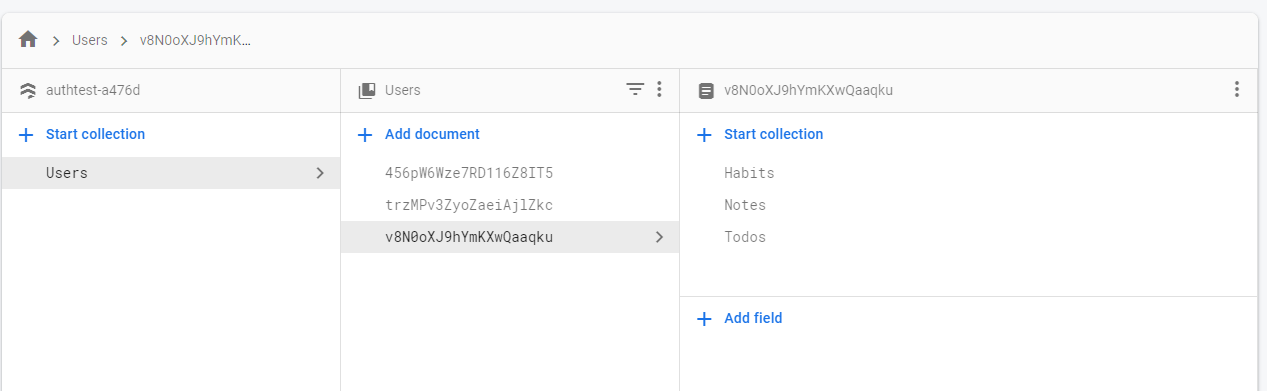 Users
v8N0oXJ9hYmK...
authtest-a476d
Users
v8N0oXJ9hYmKXwQaaqku
Start collection
Add document
Start collection
Users
456pW6Wze7RD116Z8IT5
Habits
trzMPv3ZyoZaeiAjlZkc
Notes
v8N0oXJ9hYmKXwQaaqku
Todos
Add field